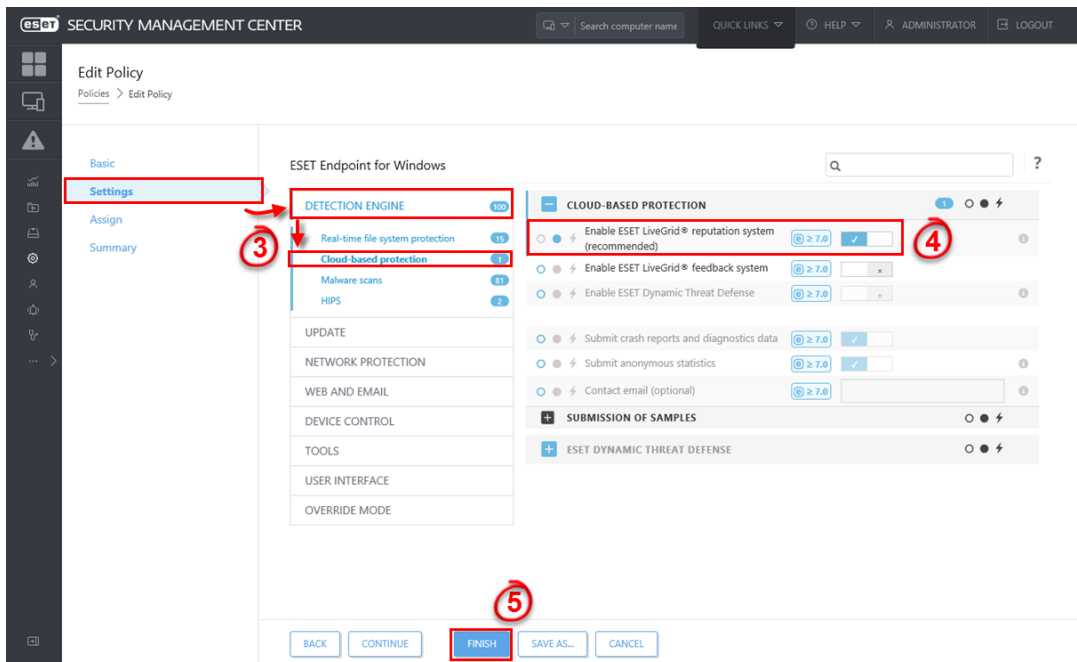 eseT SECURITY MANAGEMENT CENTER
Search computer name
QUICK LINKS
HELP
ADMINISTRATOR
LOGOUT
Edit Policy
Policies > Edit Policy
Basic
Settings
Assign
Summary
ESET Endpoint for Windows
?
3
DETECTION ENGINE 100
Real-time file system protection 15
Cloud-based protection 1
Malware scans 81
HIPS 2
UPDATE
NETWORK PROTECTION
WEB AND EMAIL
DEVICE CONTROL
TOOLS
USER INTERFACE
OVERRIDE MODE
CLOUD-BASED PROTECTION 1
Enable ESET LiveGrid® reputation system
(recommended)
e ≥ 7.0
4
Enable ESET LiveGrid® feedback system e ≥ 7.0
Enable ESET Dynamic Threat Defense e ≥ 7.0
Submit crash reports and diagnostics data e ≥ 7.0
Submit anonymous statistics e ≥ 7.0
Contact email (optional) e ≥ 7.0
SUBMISSION OF SAMPLES
ESET DYNAMIC THREAT DEFENSE
5
BACK
CONTINUE
FINISH
SAVE AS...
CANCEL